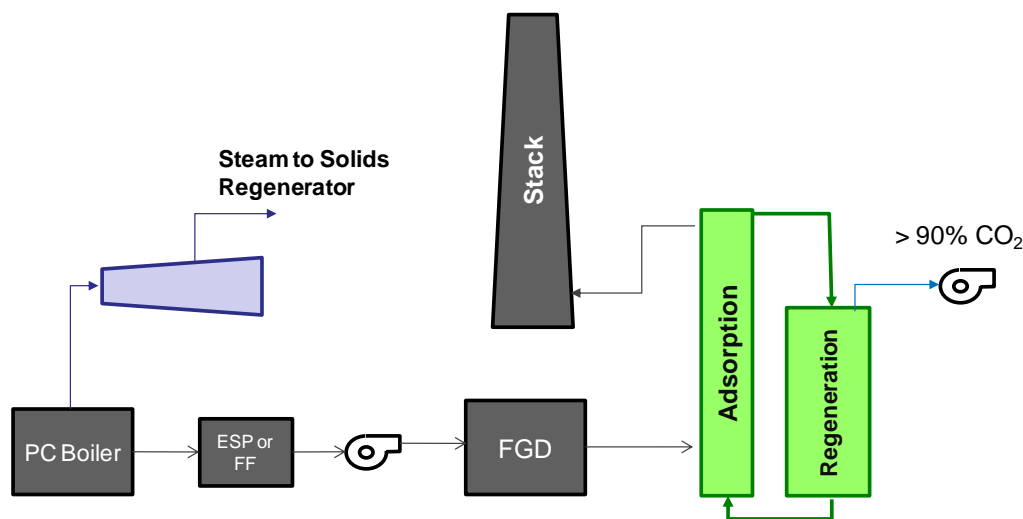 Steam to Solids
Regenerator
Stack
> 90% CO₂
Adsorption
Regeneration
PC Boiler
ESP or
FF
FGD